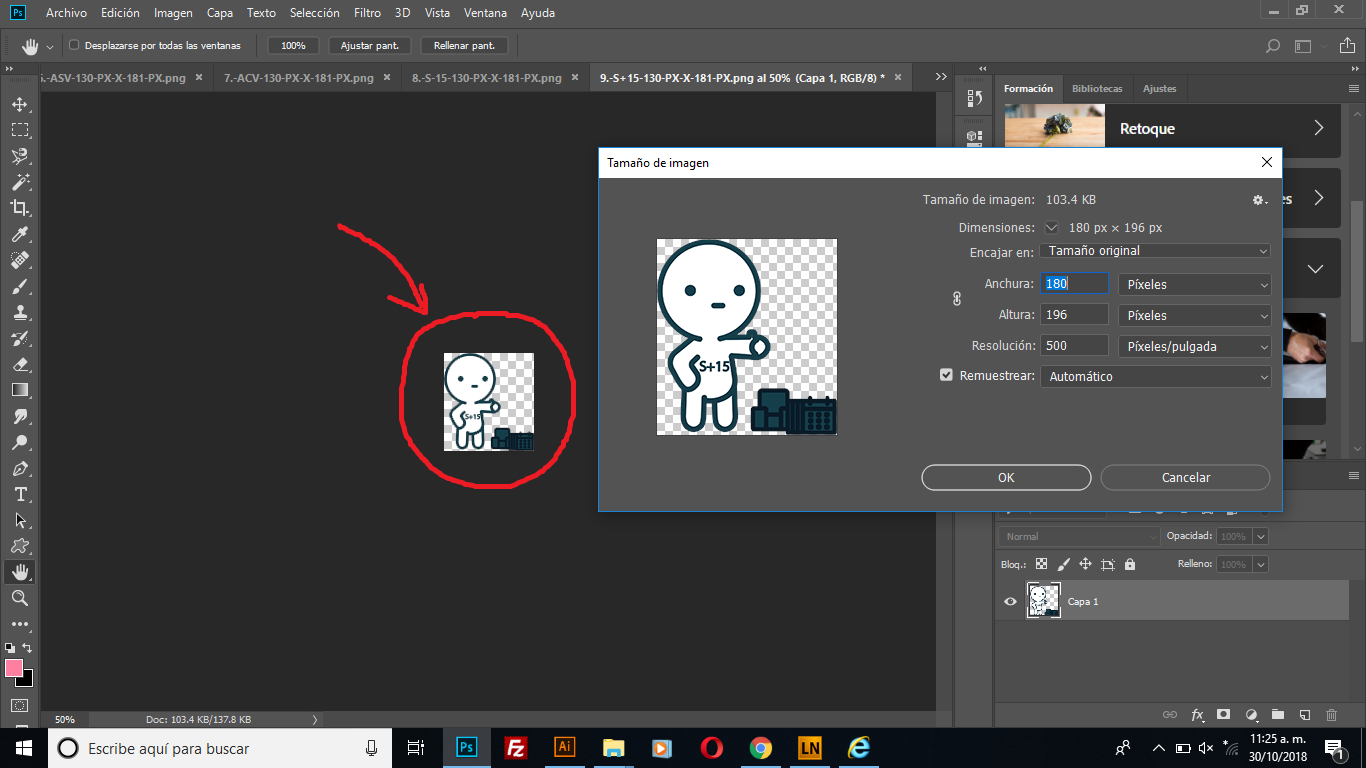 Ps Archivo Edición Imagen Capa Texto Selección Filtro 3D Vista Ventana Ayuda
Desplazarse por todas las ventanas 100% Ajustar pant. Rellenar pant.
.-ASV-130-PX-X-181-PX.png × 7.-ACV-130-PX-X-181-PX.png × 8.-S-15-130-PX-X-181-PX.png × 9.-S+15-130-PX-X-181-PX.png al 50% (Capa 1, RGB/8) * ×
Formación Bibliotecas Ajustes
Retoque
Tamaño de imagen
Tamaño de imagen: 103.4 KB
Dimensiones: 180 px × 196 px
Encajar en: Tamaño original
Anchura: 180 Píxeles
Altura: 196 Píxeles
Resolución: 500 Píxeles/pulgada
Remuestrear: Automático
S+15
S+15
OK Cancelar
Normal Opacidad: 100%
Bloq.: Relleno: 100%
Capa 1
50% Doc: 103.4 KB/137.8 KB
Escribe aquí para buscar
Ps Fz Ai LN
11:25 a. m.
30/10/2018
1